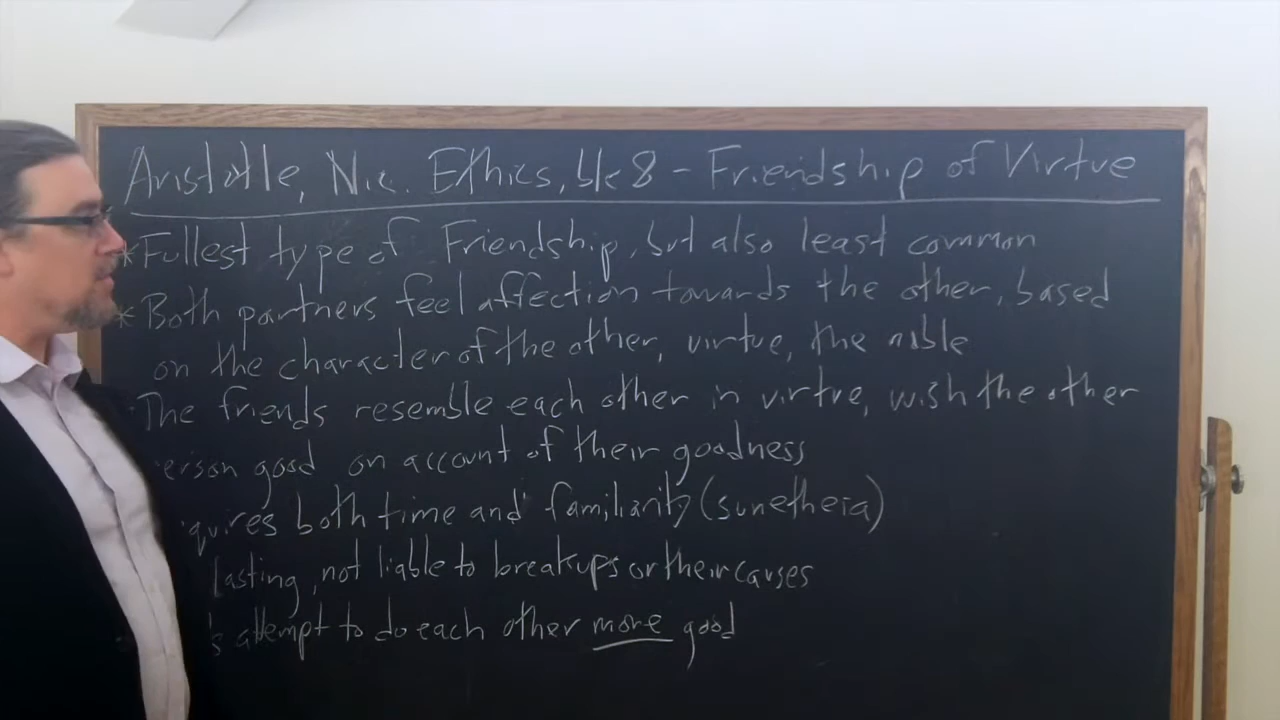 Aristotle, Nic. Ethics, bk 8 - Friendship of Virtue
*Fullest type of Friendship, but also least common
*Both partners feel affection towards the other, based
on the character of the other, virtue, the noble
The friends resemble each other in virtue, wish the other
erson good on account of their goodness
quires both time and familiarity (sunetheia)
lasting, not liable to breakups or their causes
s attempt to do each other more good